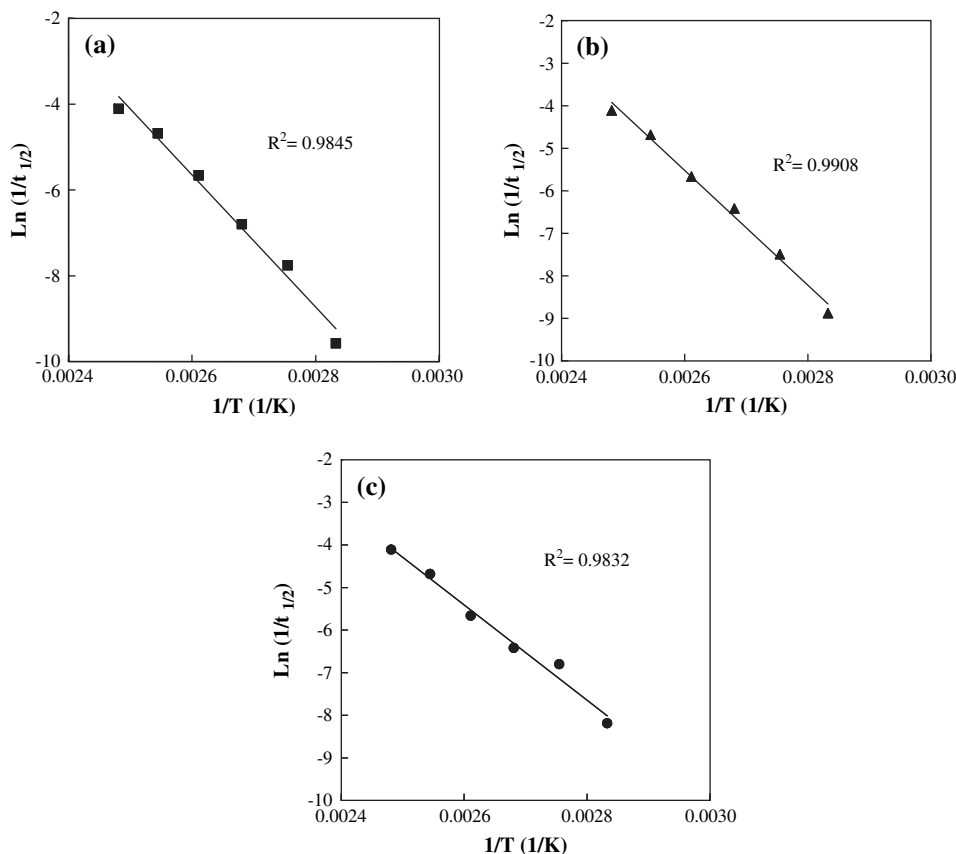 (a)
-2
-4
-6
-8
-10
Ln (1/t 1/2)
R2= 0.9845
0.0024 0.0026 0.0028 0.0030
1/T (1/K)
(b)
-2
-3
-4
-5
-6
-7
-8
-9
-10
Ln (1/t 1/2)
R2= 0.9908
0.0024 0.0026 0.0028 0.0030
1/T (1/K)
(c)
-2
-3
-4
-5
-6
-7
-8
-9
-10
Ln (1/t 1/2)
R2= 0.9832
0.0024 0.0026 0.0028 0.0030
1/T (1/K)